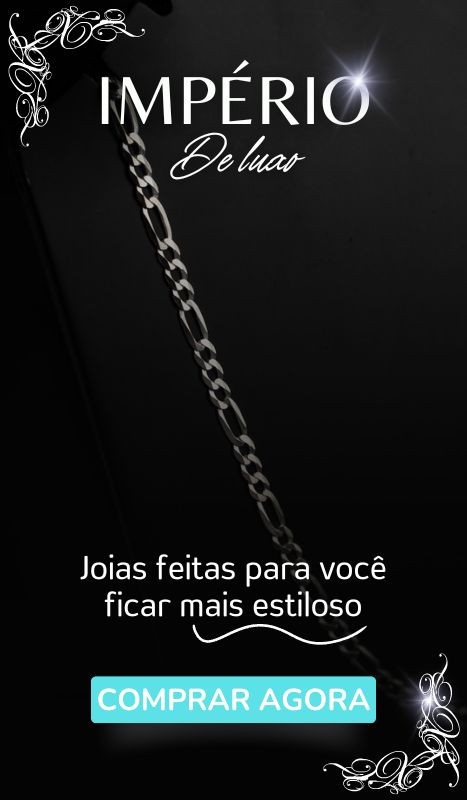 IMPÉRIO
De luxo
Joias feitas para você
ficar mais estiloso
COMPRAR AGORA